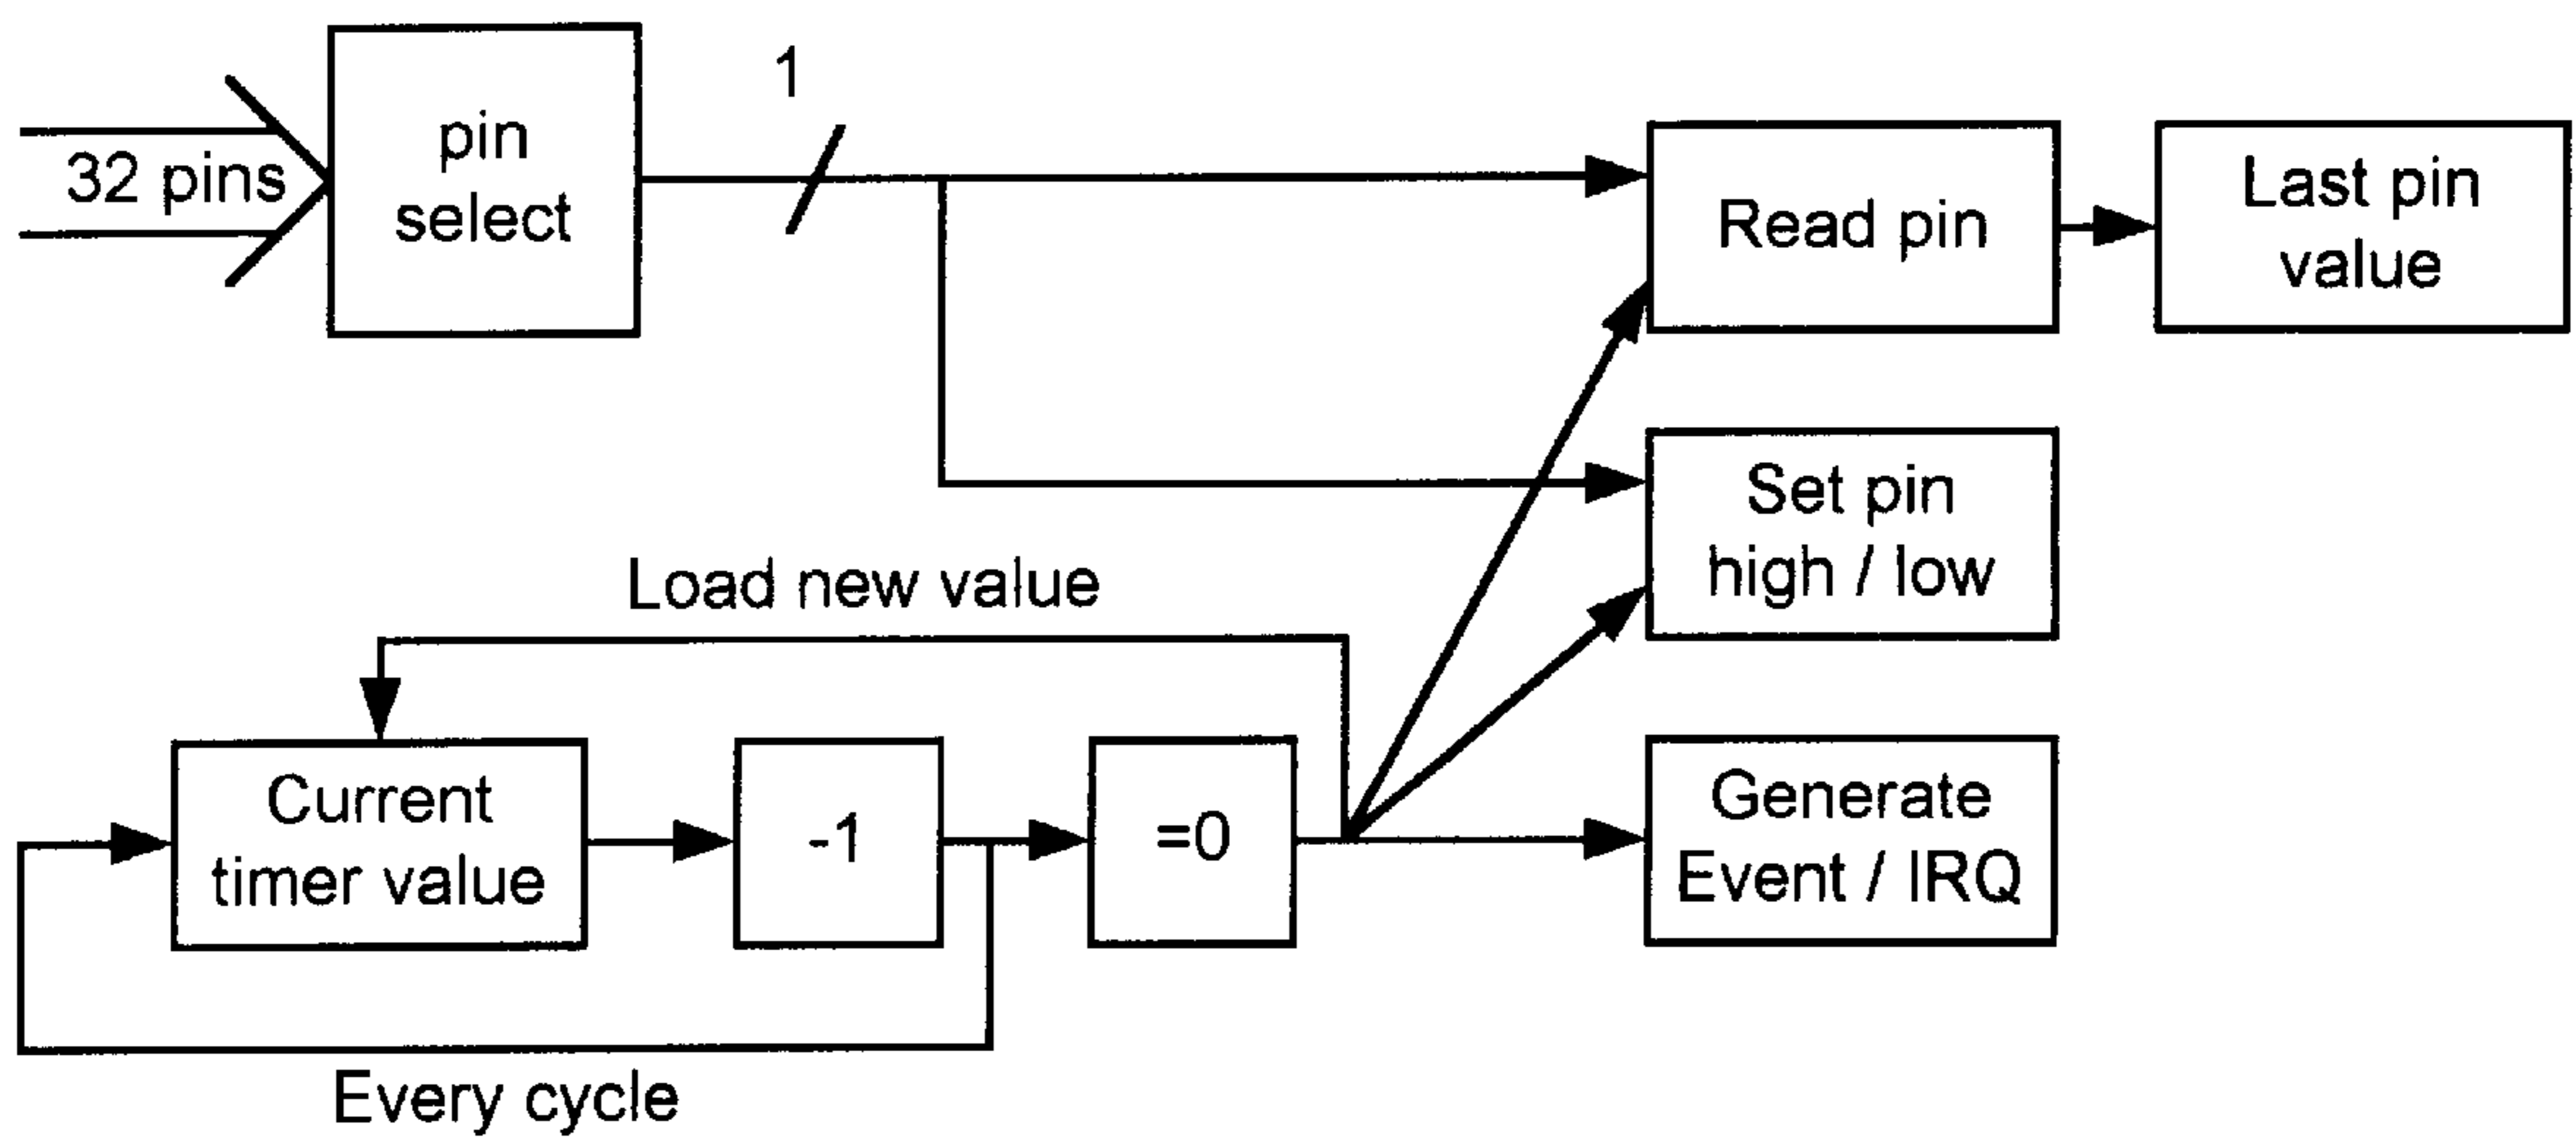 1
pin
select
32 pins
Read pin
Last pin
value
Set pin
high / low
Load new value
Current
timer value
-1
=0
Generate
Event / IRQ
Every cycle